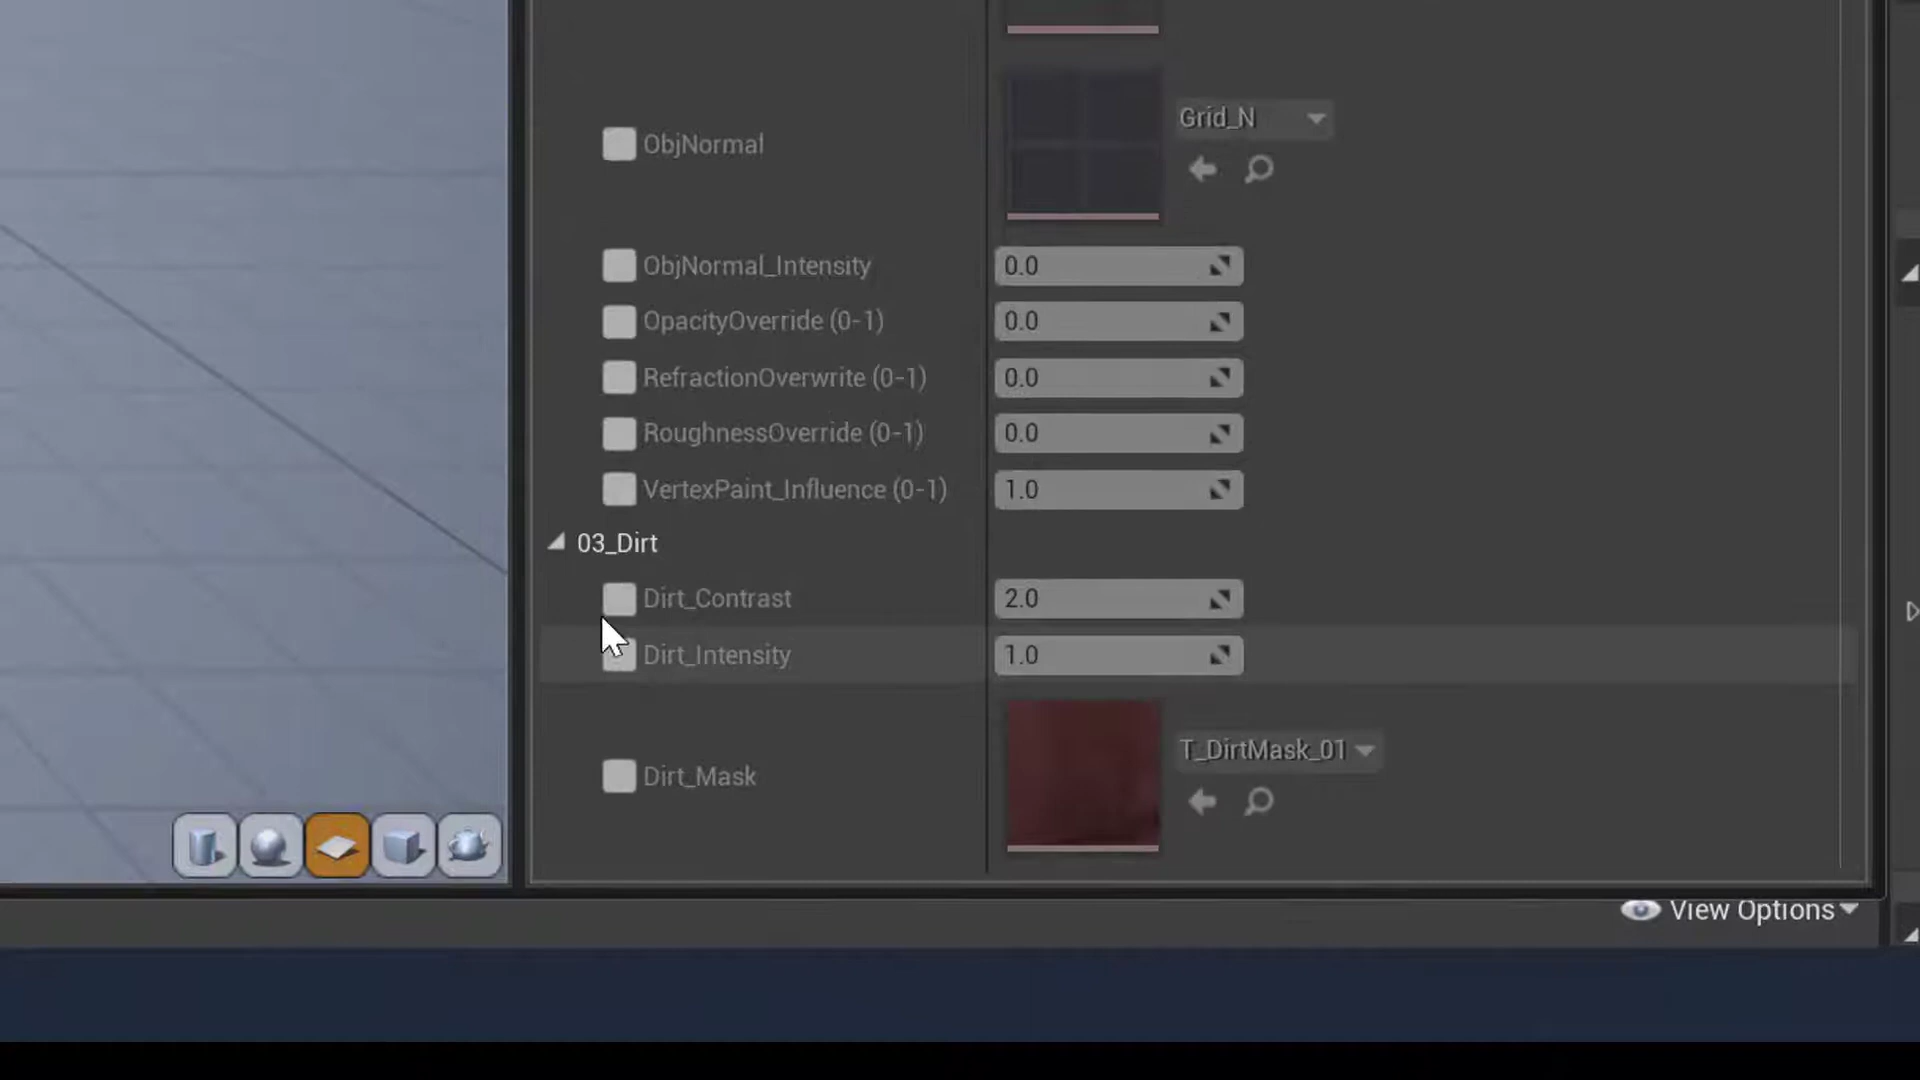 ObjNormal
Grid_N
ObjNormal_Intensity 0.0
OpacityOverride (0-1) 0.0
RefractionOverwrite (0-1) 0.0
RoughnessOverride (0-1) 0.0
VertexPaint_Influence (0-1) 1.0
03_Dirt
Dirt_Contrast 2.0
Dirt_Intensity 1.0
Dirt_Mask
T_DirtMask_01
View Options